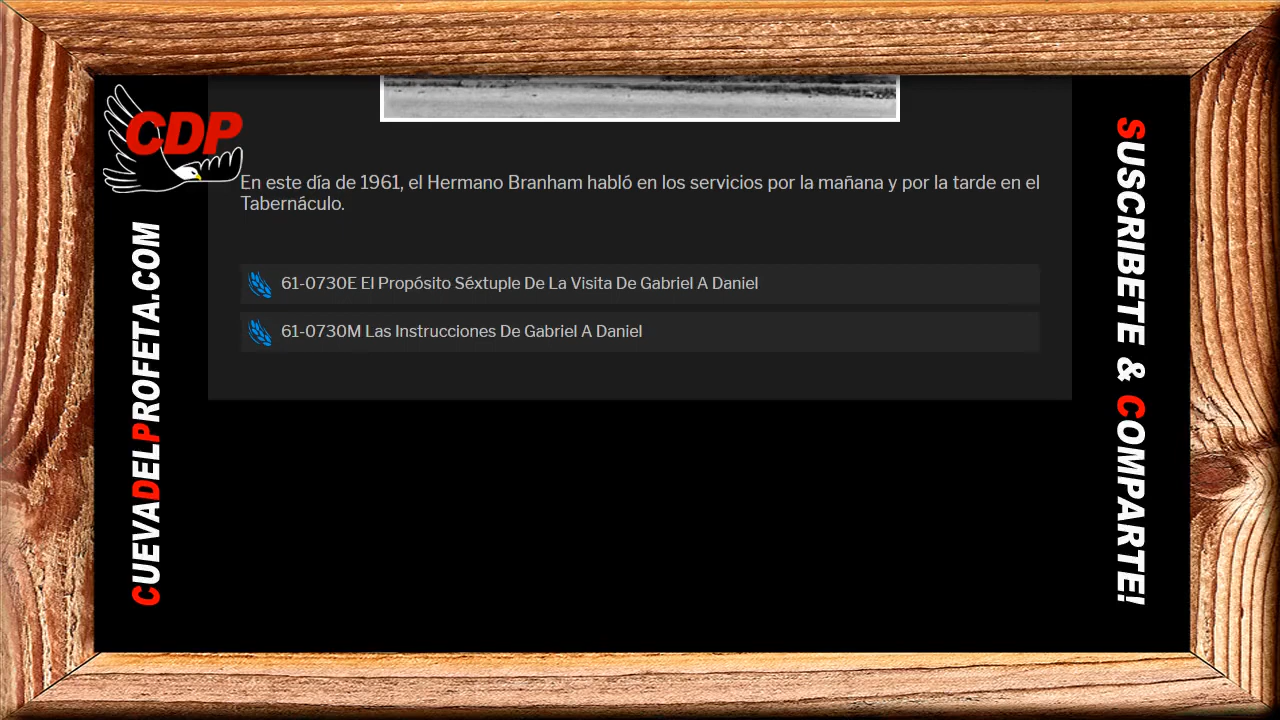 CDP
CUEVADELPROFETA.COM
En este día de 1961, el Hermano Branham habló en los servicios por la mañana y por la tarde en el
Tabernáculo.
61-0730E El Propósito Séxtuple De La Visita De Gabriel A Daniel
61-0730M Las Instrucciones De Gabriel A Daniel
SUSCRIBETE & COMPARTE!